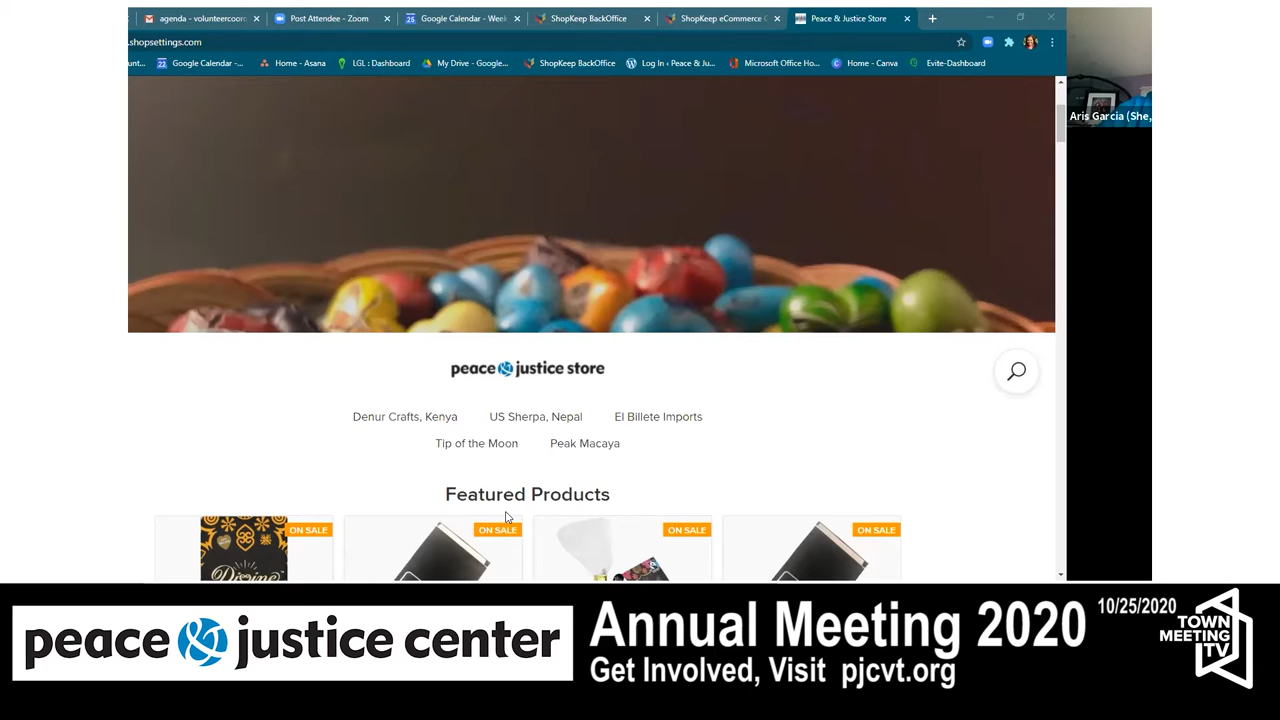 agenda - volunteercoor
Post Attendee - Zoom
Google Calendar - Week
ShopKeep BackOffice
ShopKeep eCommerce C
Peace & Justice Store
.shopsettings.com
unt...
Google Calendar -...
Home - Asana
LGL : Dashboard
My Drive - Google...
ShopKeep BackOffice
Log In ‹ Peace & Ju...
Microsoft Office Ho...
Home - Canva
Evite-Dashboard
Aris Garcia (She,
peace & justice store
Denur Crafts, Kenya
US Sherpa, Nepal
El Billete Imports
Tip of the Moon
Peak Macaya
Featured Products
ON SALE
ON SALE
ON SALE
ON SALE
Divine
peace & justice center
Annual Meeting 2020
10/25/2020
Get Involved, Visit pjcvt.org
TOWN
MEETING
TV